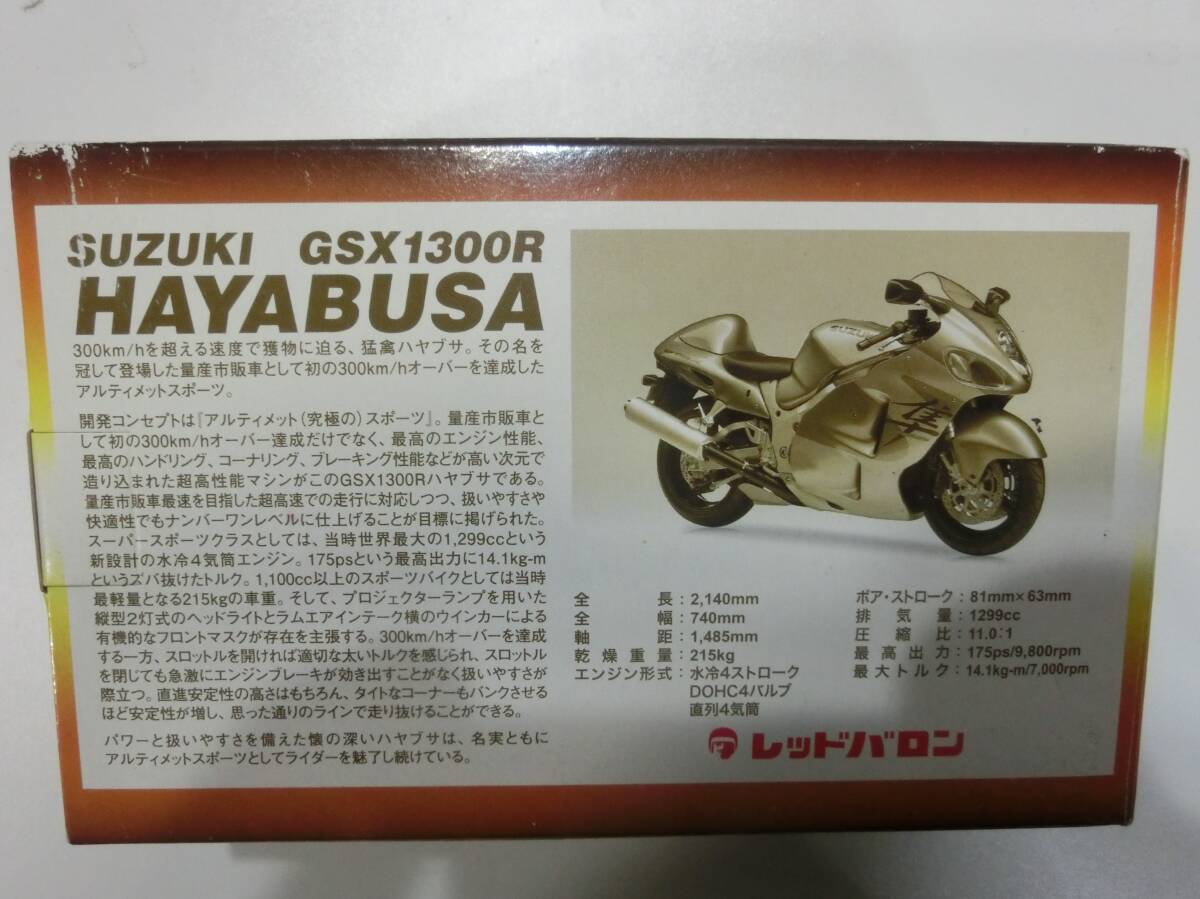 SUZUKI GSX1300R
HAYABUSA
300km/hを超える速度で獲物に迫る、猛禽ハヤブサ。その名を
冠して登場した量産市販車として初の300km/hオーバーを達成した
アルティメットスポーツ。
開発コンセプトは『アルティメット(究極の)スポーツ』。量産市販車と
して初の300km/hオーバー達成だけでなく、最高のエンジン性能、
最高のハンドリング、コーナリング、ブレーキング性能などが高い次元で
造り込まれた超高性能マシンがこのGSX1300Rハヤブサである。
量産市販車最速を目指した超高速での走行に対応しつつ、扱いやすさや
快適性でもナンバーワンレベルに仕上げることが目標に掲げられた。
スーパースポーツクラスとしては、当時世界最大の1,299ccという
新設計の水冷4気筒エンジン。175psという最高出力に14.1kg-m
というズバ抜けたトルク。1,100cc以上のスポーツバイクとしては当時
最軽量となる215kgの車重。そして、プロジェクターランプを用いた
縦型2灯式のヘッドライトとラムエアインテーク横のウインカーによる
有機的なフロントマスクが存在を主張する。300km/hオーバーを達成
する一方、スロットルを開ければ適切な太いトルクを感じられ、スロットル
を閉じても急激にエンジンブレーキが効き出すことがなく扱いやすさが
際立つ。直進安定性の高さはもちろん、タイトなコーナーもバンクさせる
ほど安定性が増し、思った通りのラインで走り抜けることができる。
パワーと扱いやすさを備えた懐の深いハヤブサは、名実ともに
アルティメットスポーツとしてライダーを魅了し続けている。
SUZUKI
隼
全長：2,140mm
全幅：740mm
軸距：1,485mm
乾燥重量：215kg
エンジン形式：水冷4ストローク
DOHC4バルブ
直列4気筒
ボア・ストローク：81mm×63mm
排気量：1299cc
圧縮比：11.0:1
最高出力：175ps/9,800rpm
最大トルク：14.1kg-m/7,000rpm
レッドバロン